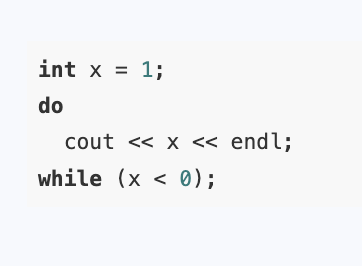 int x = 1;
do
  cout << x << endl;
while (x < 0);